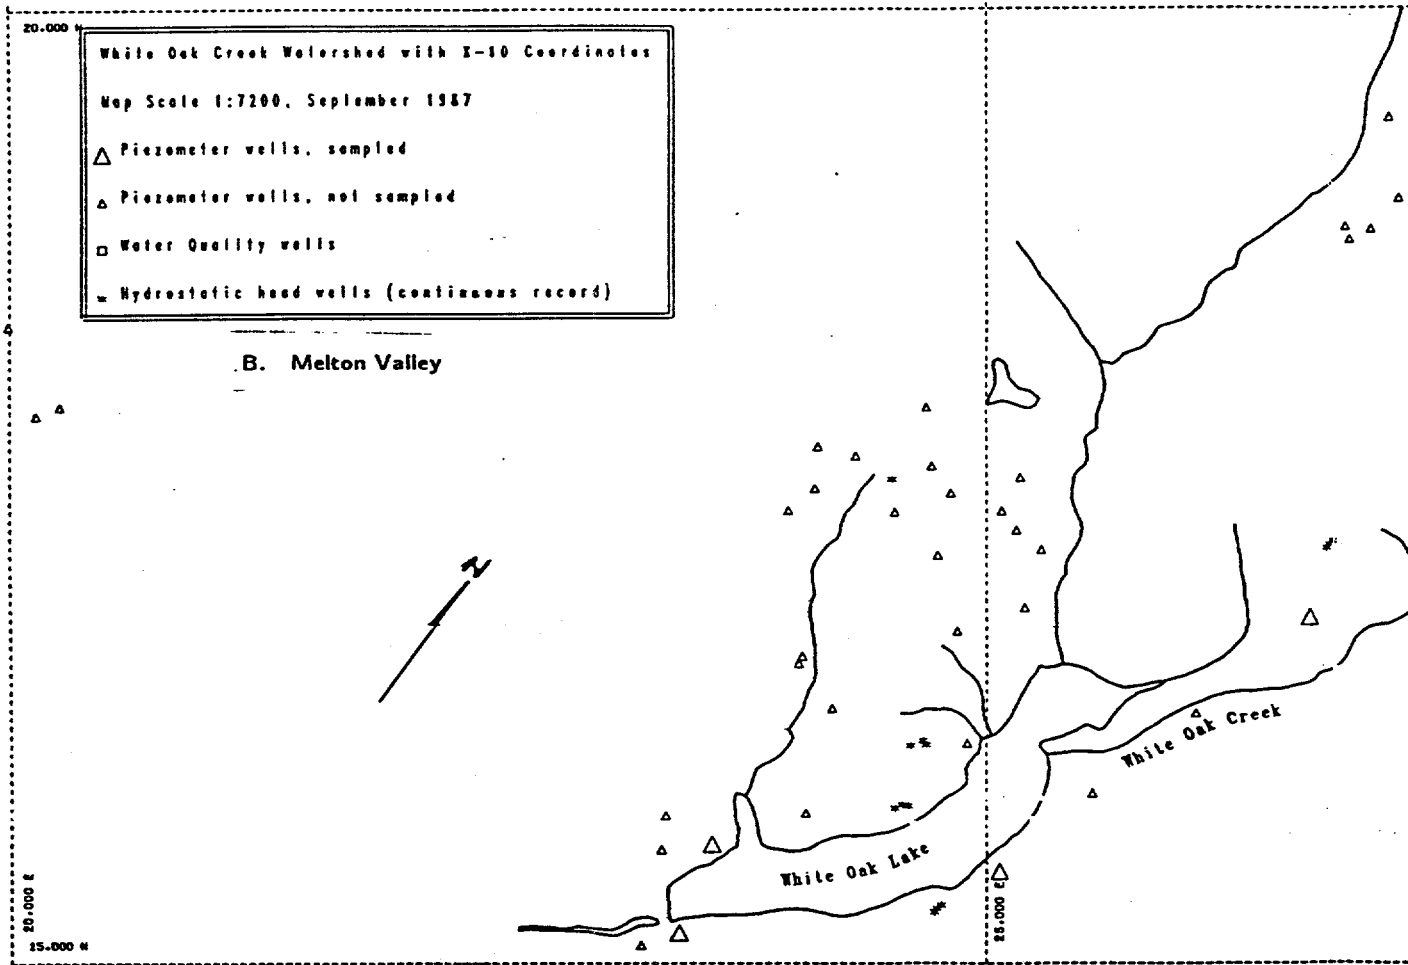 20.000 N
White Oak Creek Watershed with X-10 Coordinates
Map Scale 1:7200, September 1987
Piezometer wells, sampled
Piezometer wells, not sampled
Water Quality wells
Hydrostatic head wells (continuous record)
B. Melton Valley
N
White Oak Creek
White Oak Lake
20.000 E
25.000 E
15.000 N